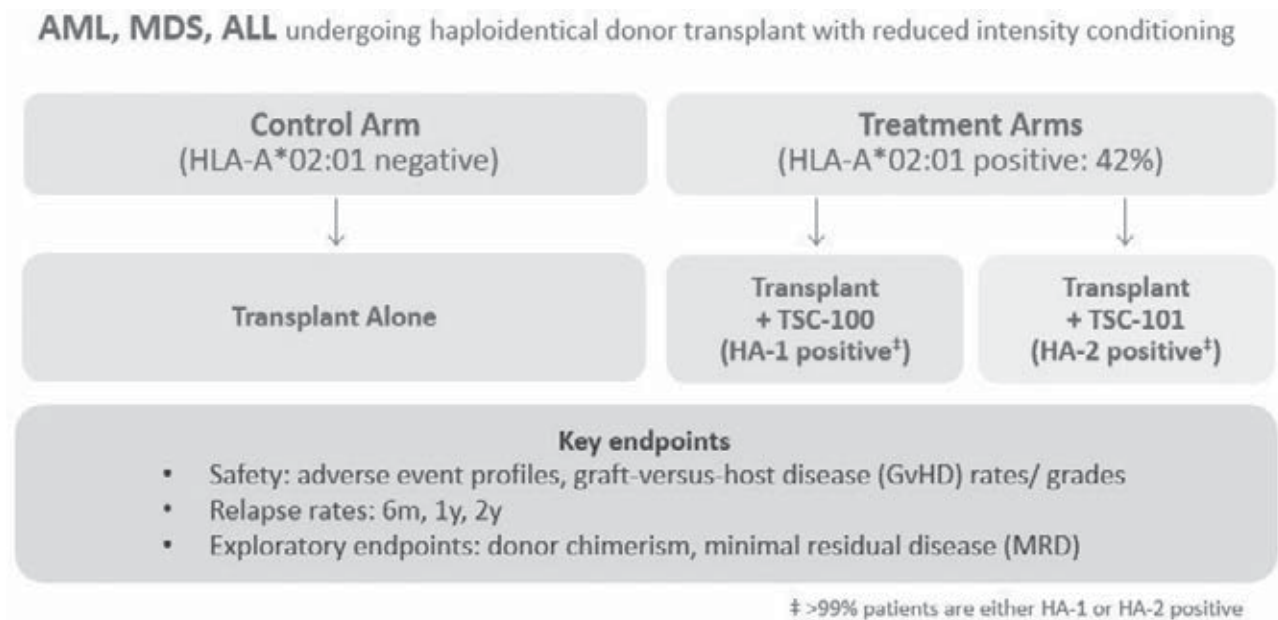 AML, MDS, ALL undergoing haploidentical donor transplant with reduced intensity conditioning
Control Arm
(HLA-A*02:01 negative)
Treatment Arms
(HLA-A*02:01 positive: 42%)
Transplant Alone
Transplant
+ TSC-100
(HA-1 positive‡)
Transplant
+ TSC-101
(HA-2 positive‡)
Key endpoints
• Safety: adverse event profiles, graft-versus-host disease (GvHD) rates/ grades
• Relapse rates: 6m, 1y, 2y
• Exploratory endpoints: donor chimerism, minimal residual disease (MRD)
‡ >99% patients are either HA-1 or HA-2 positive